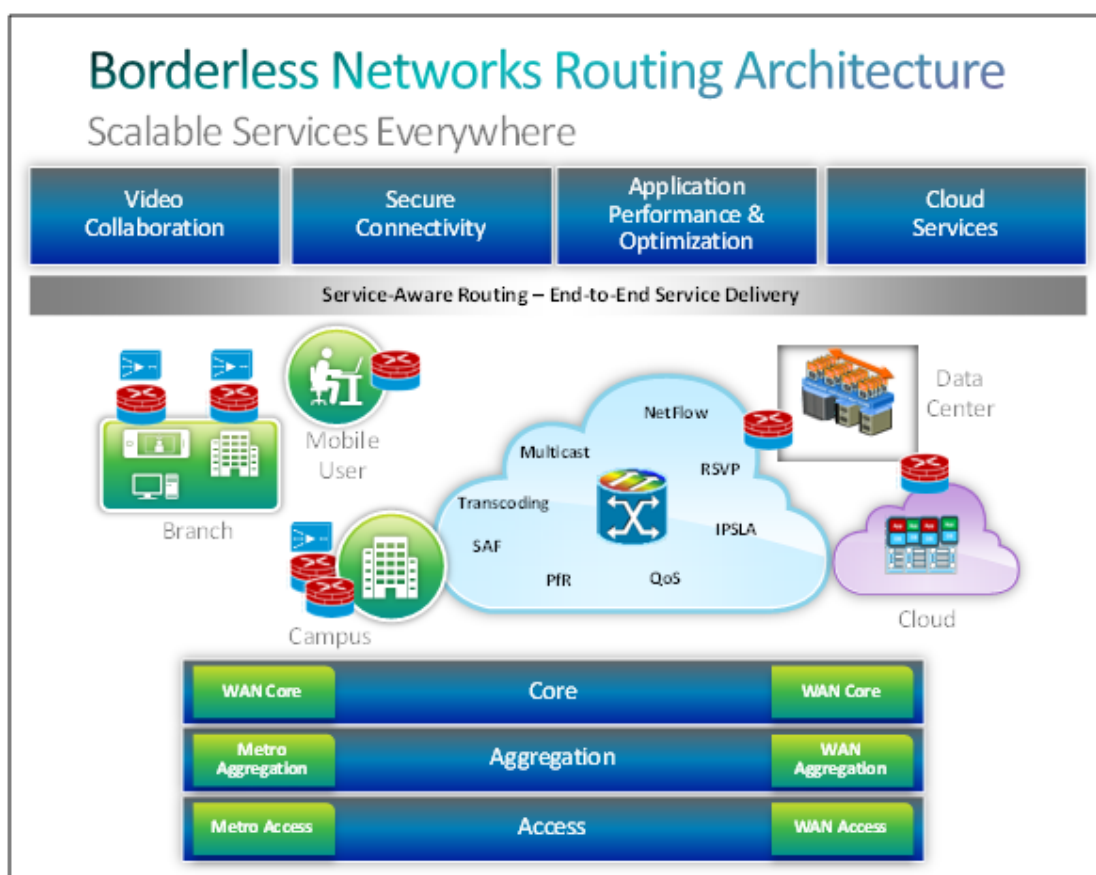 Borderless Networks Routing Architecture
Scalable Services Everywhere
Video
Collaboration
Secure
Connectivity
Application
Performance &
Optimization
Cloud
Services
Service-Aware Routing – End-to-End Service Delivery
Mobile
User
Branch
Campus
NetFlow
Multicast
RSVP
Transcoding
IPSLA
SAF
PfR
QoS
Data
Center
Cloud
WAN Core
Core
WAN Core
Metro
Aggregation
Aggregation
WAN
Aggregation
Metro Access
Access
WAN Access